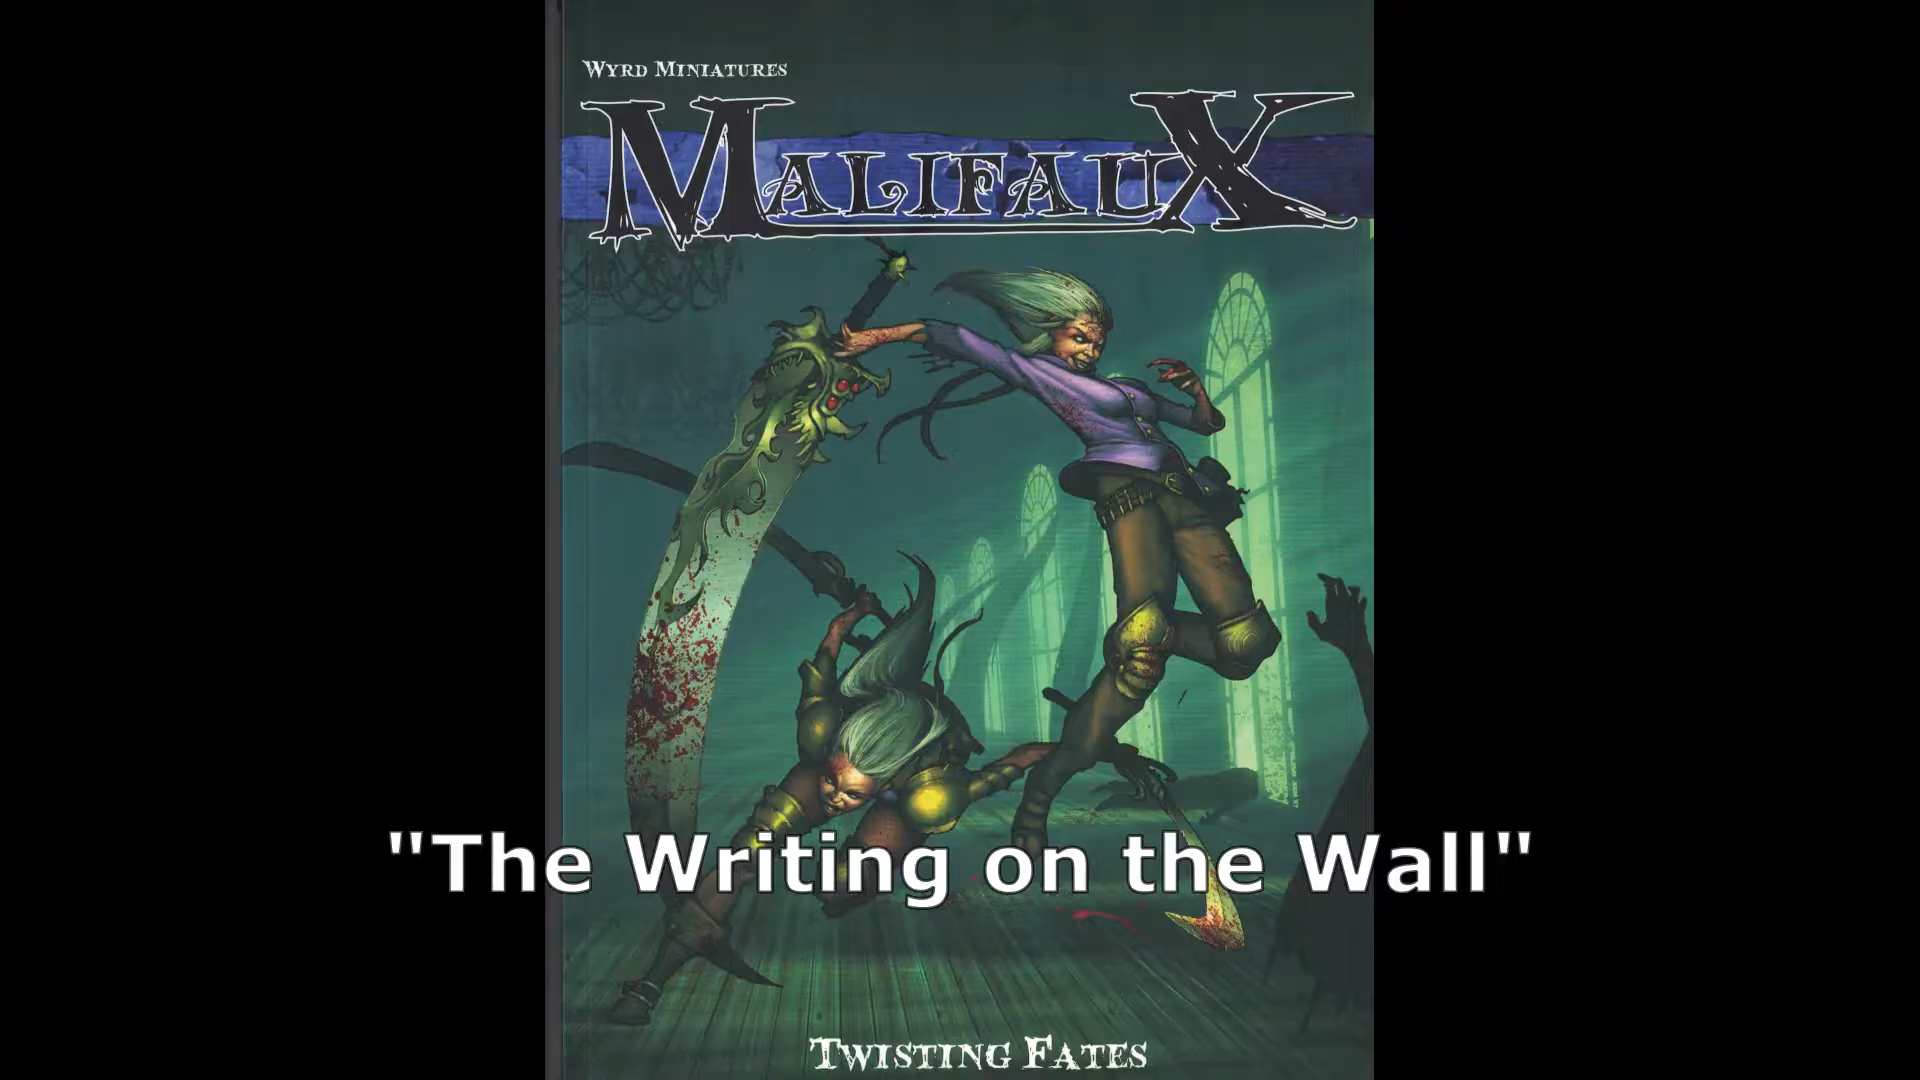 Wyrd Miniatures
Malifaux
"The Writing on the Wall"
Twisting Fates